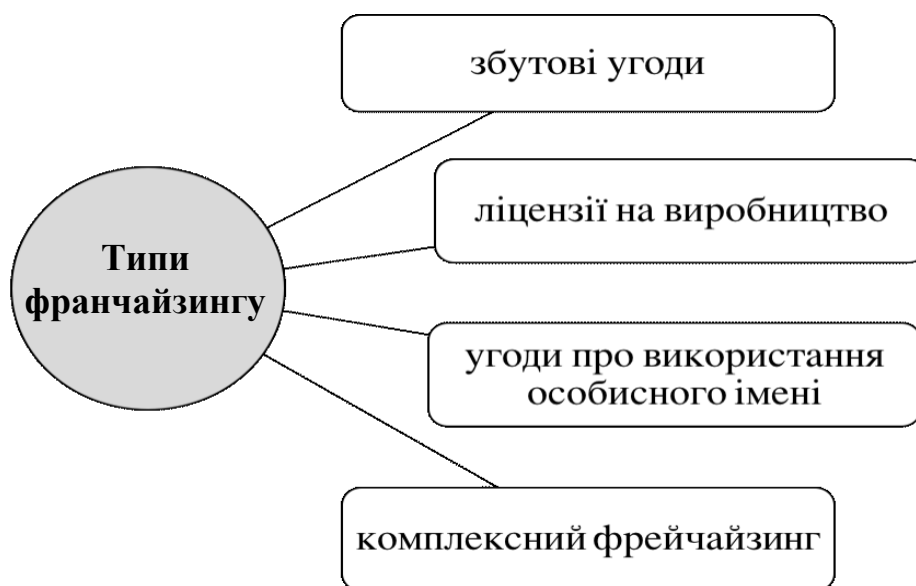 збутові угоди
ліцензії на виробництво
Типи
франчайзингу
угоди про використання
особисного імені
комплексний фрейчайзинг